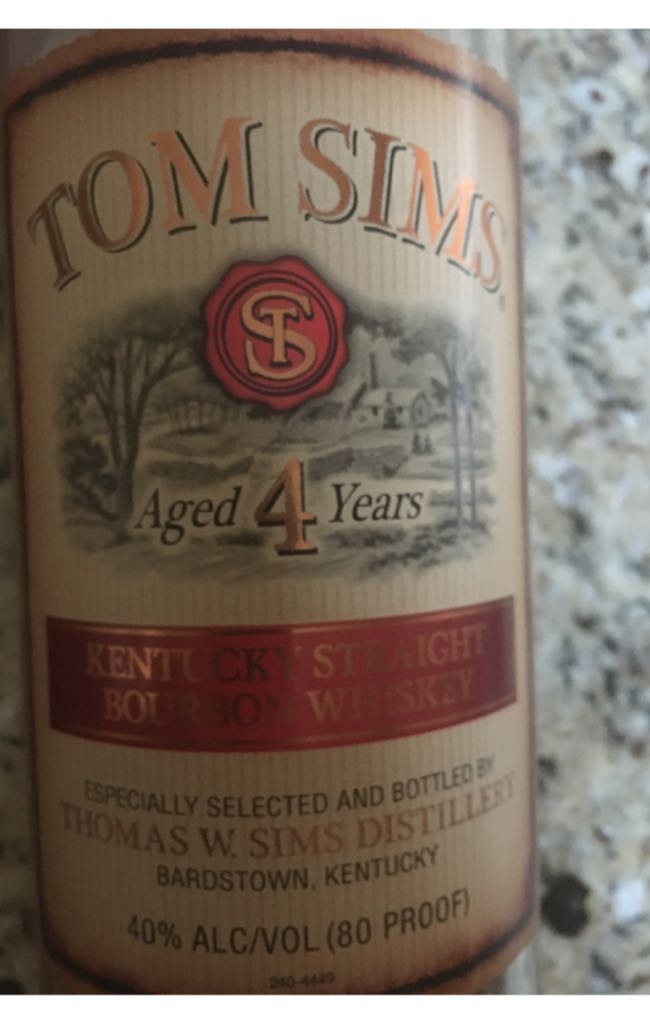 TOM SIMS®
TS
Aged 4 Years
KENTUCKY STRAIGHT
BOURBON WHISKEY
ESPECIALLY SELECTED AND BOTTLED BY
THOMAS W. SIMS DISTILLERY
BARDSTOWN, KENTUCKY
40% ALC/VOL (80 PROOF)
240-4449